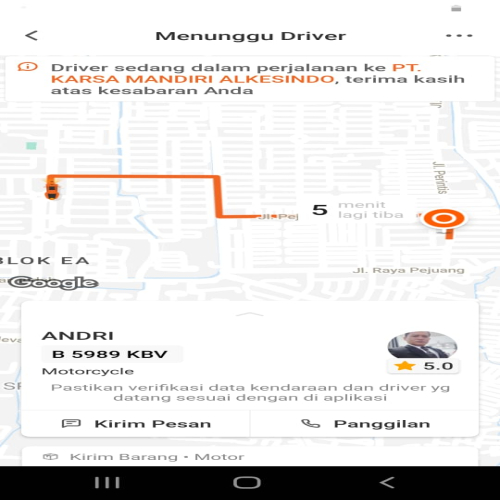 Menunggu Driver
Driver sedang dalam perjalanan ke PT.
KARSA MANDIRI ALKESINDO, terima kasih
atas kesabaran Anda
Jl. Perintis
5 menit
lagi tiba
Jl. Pej
BLOK EA
Jl. Raya Pejuang
Google
ANDRI
B 5989 KBV
Motorcycle
5.0
Pastikan verifikasi data kendaraan dan driver yg
datang sesuai dengan di aplikasi
Kirim Pesan
Panggilan
Kirim Barang • Motor